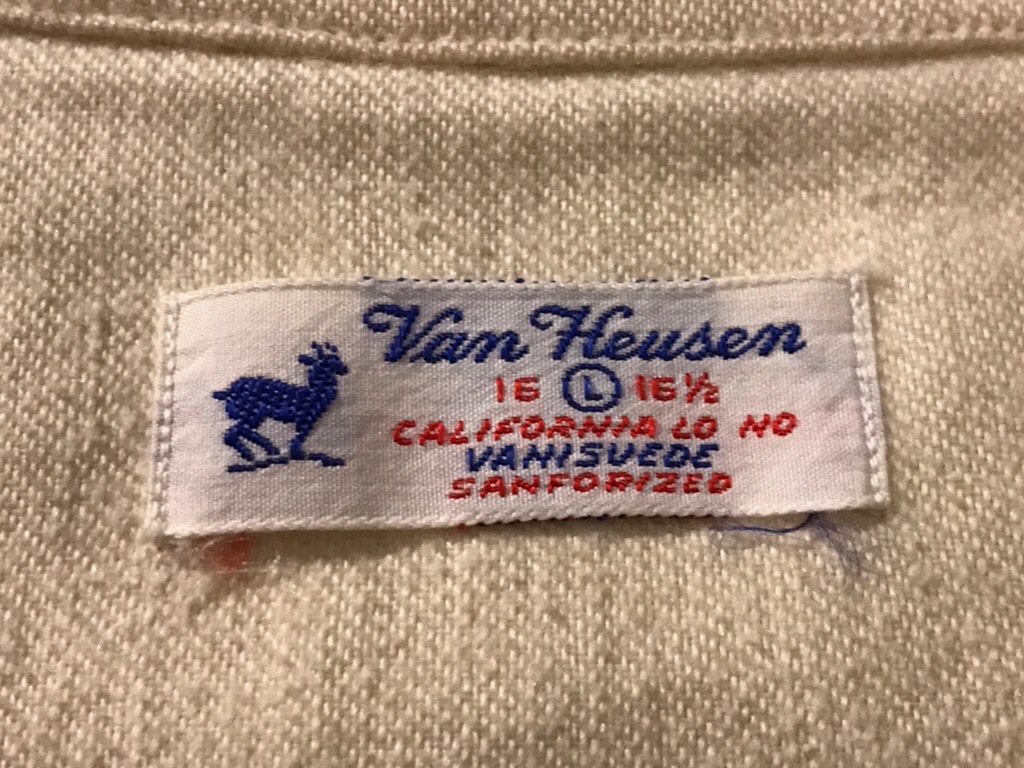 Van Heusen
16 L 16½
CALIFORNIA LO NO
VANISUEDE
SANFORIZED